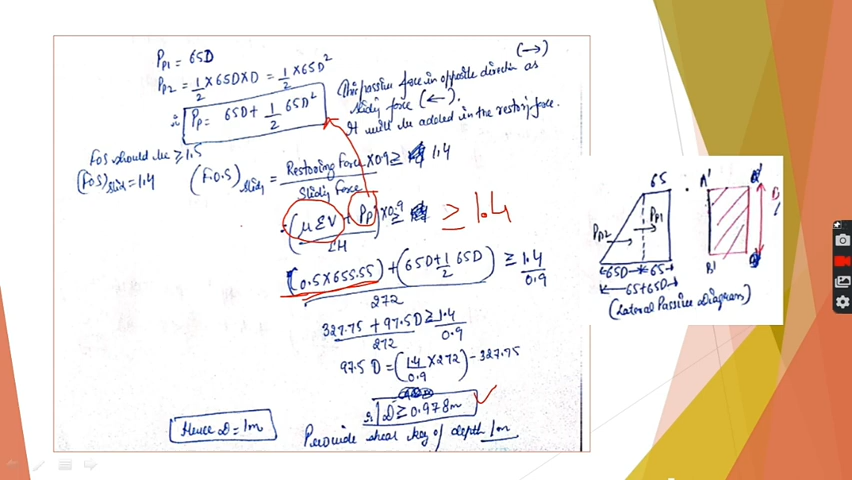 Pp1 = 65D
Pp2 = 1/2 × 65D × D = 1/2 × 65D²
Pp = 65D + 1/2 65D²
(→)
This passive force in opposite direction as
sliding force (←).
It will be added in the restoring force.
FOS should be ≥ 1.5
(FOS)slid = 1.4
(F.O.S)sliding = Restoring Force × 0.9 / Sliding Force ≥ 1.4
(μΣV + Pp) × 0.9 / ΣH ≥ ≥ 1.4
(0.5 × 655.55) + (65D + 1/2 65D) / 272 ≥ 1.4/0.9
327.75 + 97.5D / 272 ≥ 1.4/0.9
97.5 D = (1.4/0.9 × 272) - 327.75
D ≥ 0.978m
Hence D = 1m
Provide shear key of depth 1m
65
Pp2
Pp1
←65D→ ←65→
← 65+65D →
(Lateral Passive Diagram)
A'
B'
D